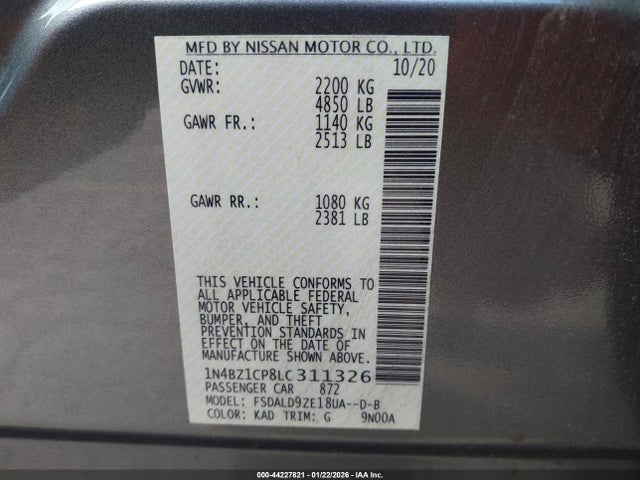 MFD BY NISSAN MOTOR CO., LTD.
DATE: 10/20
GVWR: 2200 KG
4850 LB
GAWR FR.: 1140 KG
2513 LB
GAWR RR.: 1080 KG
2381 LB
THIS VEHICLE CONFORMS TO
ALL APPLICABLE FEDERAL
MOTOR VEHICLE SAFETY,
BUMPER, AND THEFT
PREVENTION STANDARDS IN
EFFECT ON THE DATE OF
MANUFACTURE SHOWN ABOVE.
1N4BZ1CP8LC311326
PASSENGER CAR 872
MODEL: FSDALD9ZE18UA--D-B
COLOR: KAD TRIM: G 9N00A
000-44227821 - 01/22/2026 - IAA Inc.